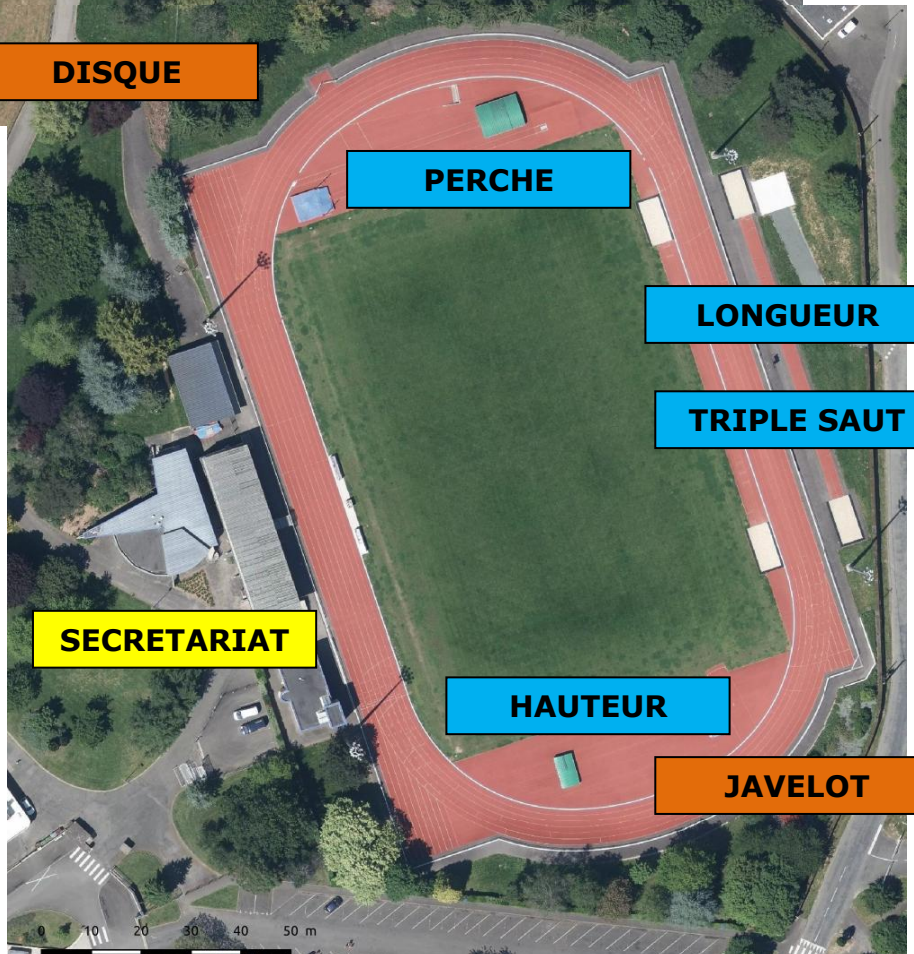 DISQUE
PERCHE
LONGUEUR
TRIPLE SAUT
SECRETARIAT
HAUTEUR
JAVELOT
0 10 20 30 40 50 m